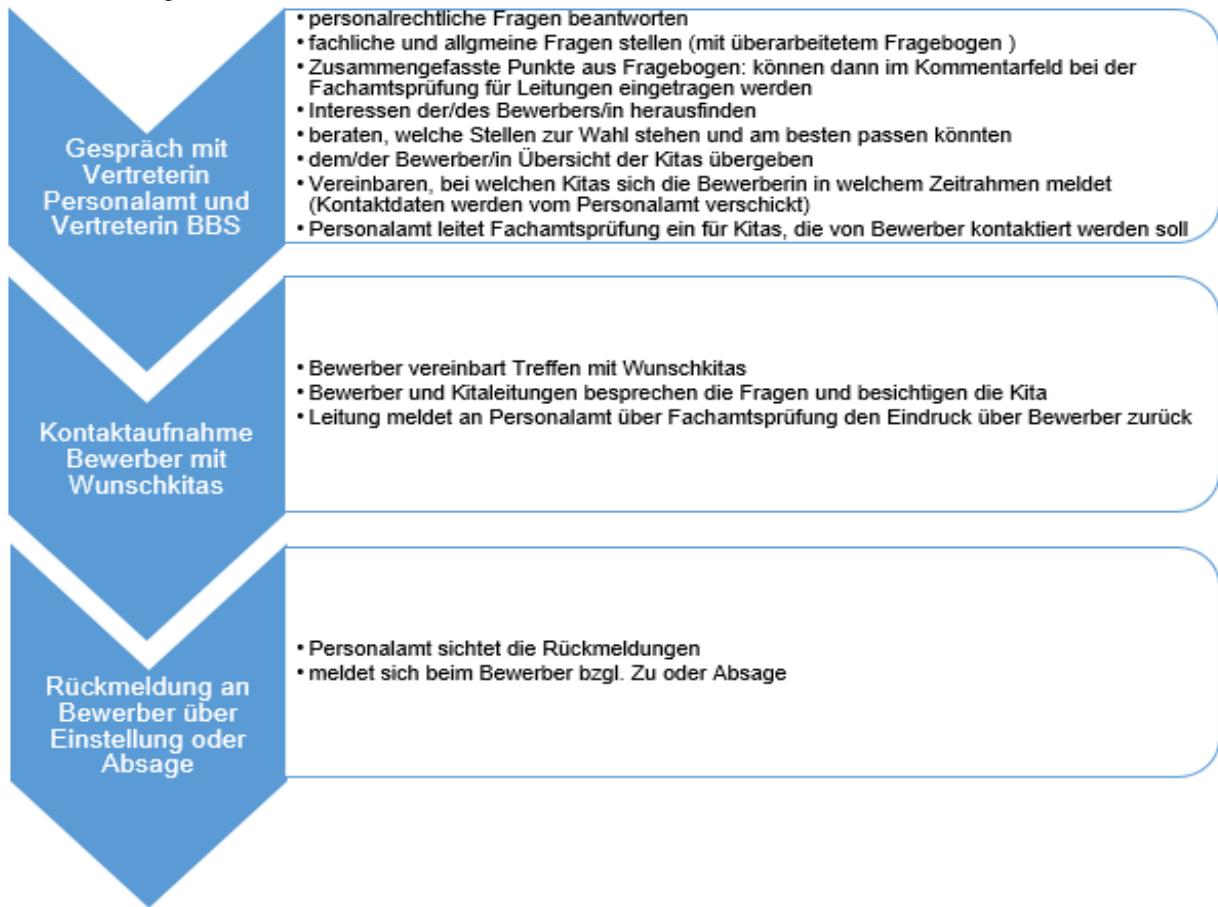 Gespräch mit
Vertreterin
Personalamt und
Vertreterin BBS
• personalrechtliche Fragen beantworten
• fachliche und allgmeine Fragen stellen (mit überarbeitetem Fragebogen )
• Zusammengefasste Punkte aus Fragebogen: können dann im Kommentarfeld bei der
Fachamtsprüfung für Leitungen eingetragen werden
• Interessen der/des Bewerbers/in herausfinden
• beraten, welche Stellen zur Wahl stehen und am besten passen könnten
• dem/der Bewerber/in Übersicht der Kitas übergeben
• Vereinbaren, bei welchen Kitas sich die Bewerberin in welchem Zeitrahmen meldet
(Kontaktdaten werden vom Personalamt verschickt)
• Personalamt leitet Fachamtsprüfung ein für Kitas, die von Bewerber kontaktiert werden soll
Kontaktaufnahme
Bewerber mit
Wunschkitas
• Bewerber vereinbart Treffen mit Wunschkitas
• Bewerber und Kitaleitungen besprechen die Fragen und besichtigen die Kita
• Leitung meldet an Personalamt über Fachamtsprüfung den Eindruck über Bewerber zurück
Rückmeldung an
Bewerber über
Einstellung oder
Absage
• Personalamt sichtet die Rückmeldungen
• meldet sich beim Bewerber bzgl. Zu oder Absage